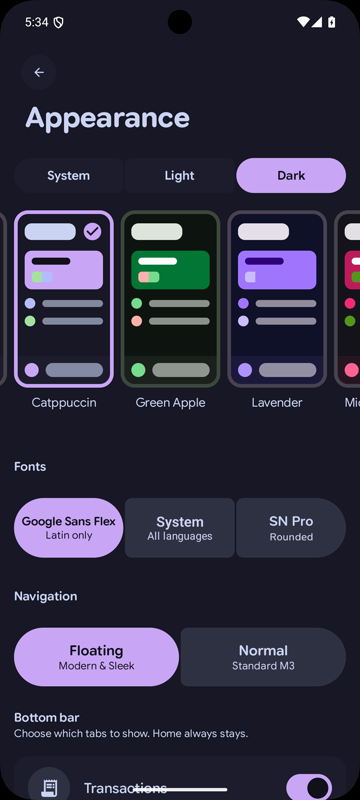 5:34
Appearance
System
Light
Dark
Catppuccin
Green Apple
Lavender
Mi
Fonts
Google Sans Flex
Latin only
System
All languages
SN Pro
Rounded
Navigation
Floating
Modern & Sleek
Normal
Standard M3
Bottom bar
Choose which tabs to show. Home always stays.
Transactions